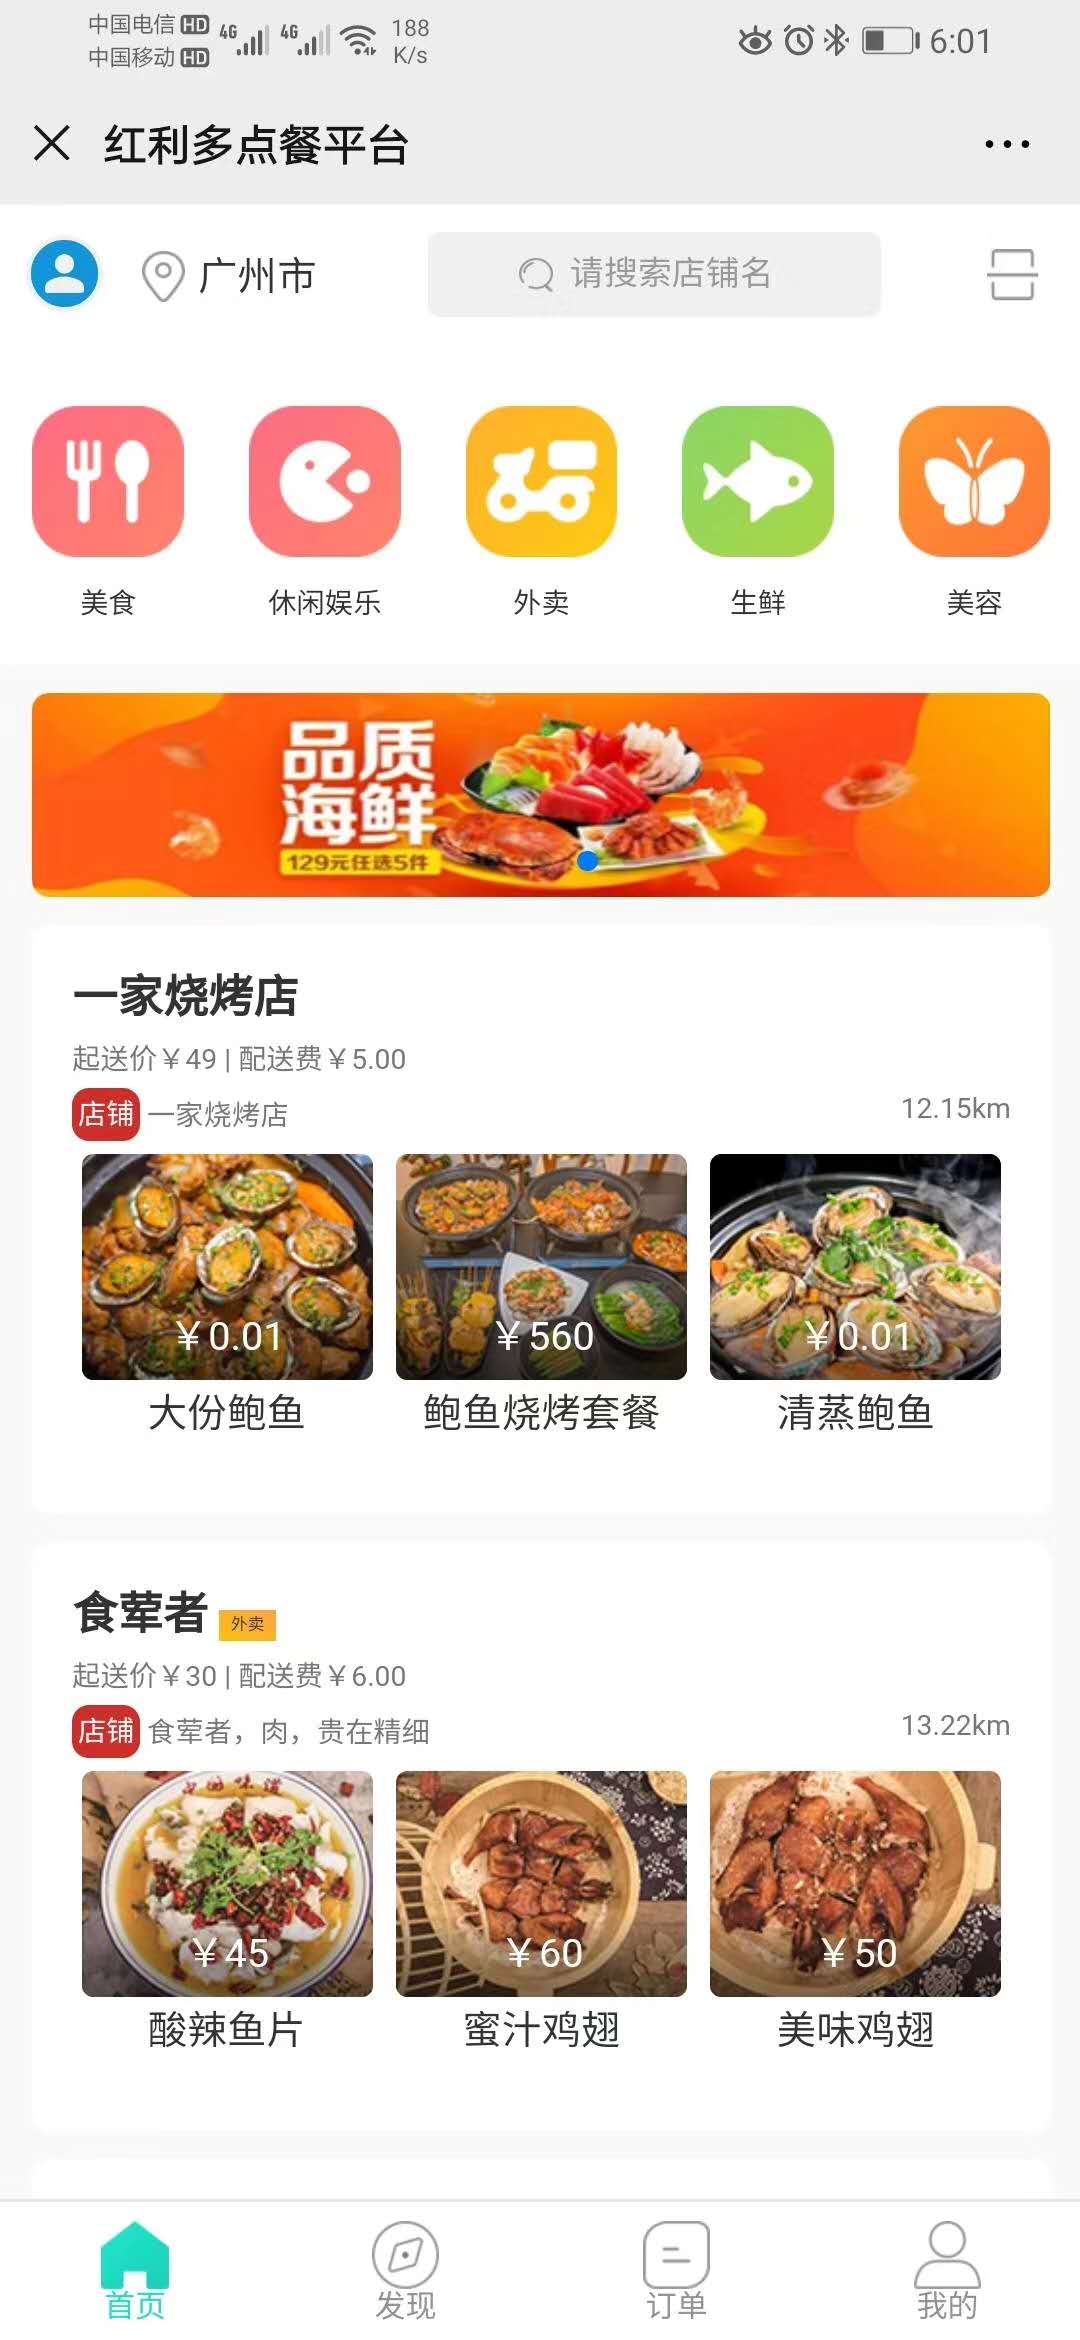 中国电信 HD 4G 4G 188 6:01
中国移动 HD K/s
红利多点餐平台
广州市 请搜索店铺名
美食 休闲娱乐 外卖 生鲜 美容
品质
海鲜
129元任选5件
一家烧烤店
起送价￥49 | 配送费￥5.00
店铺 一家烧烤店 12.15km
￥0.01 ￥560 ￥0.01
大份鲍鱼 鲍鱼烧烤套餐 清蒸鲍鱼
食荤者 外卖
起送价￥30 | 配送费￥6.00
店铺 食荤者，肉，贵在精细 13.22km
￥45 ￥60 ￥50
酸辣鱼片 蜜汁鸡翅 美味鸡翅
首页 发现 订单 我的